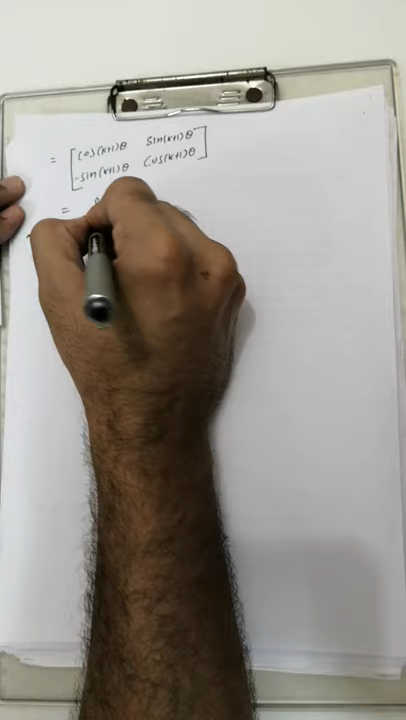 = [cos(k+1)θ sin(k+1)θ
-sin(k+1)θ cos(k+1)θ]
=